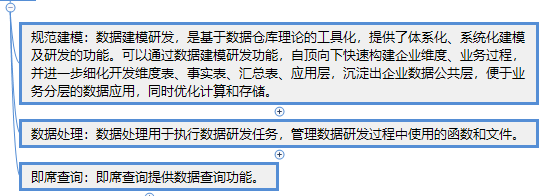 规范建模：数据建模研发，是基于数据仓库理论的工具化，提供了体系化、系统化建模
及研发的功能。可以通过数据建模研发功能，自顶向下快速构建企业维度、业务过程，
并进一步细化开发维度表、事实表、汇总表、应用层，沉淀出企业数据公共层，便于业
务分层的数据应用，同时优化计算和存储。
数据处理：数据处理用于执行数据研发任务，管理数据研发过程中使用的函数和文件。
即席查询：即席查询提供数据查询功能。